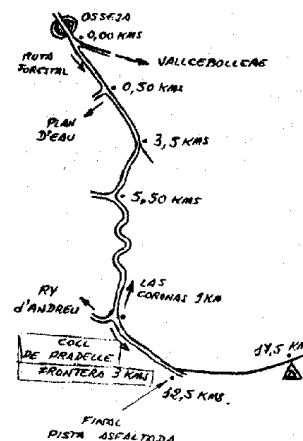 OSSEJA
0,00 KMS
VALLCEBOLLERE
RUTA
FORESTAL
0,50 KMS
PLAN
D'EAU
3,5 KMS
5,50 KMS
LAS
CORONAS 1KM
RY
d'ANDREU
COLL
DE PRADELLE
FRONTERA 3 KMS
17,5 KM
12,5 KMS
FINAL
PISTA ASFALTADA